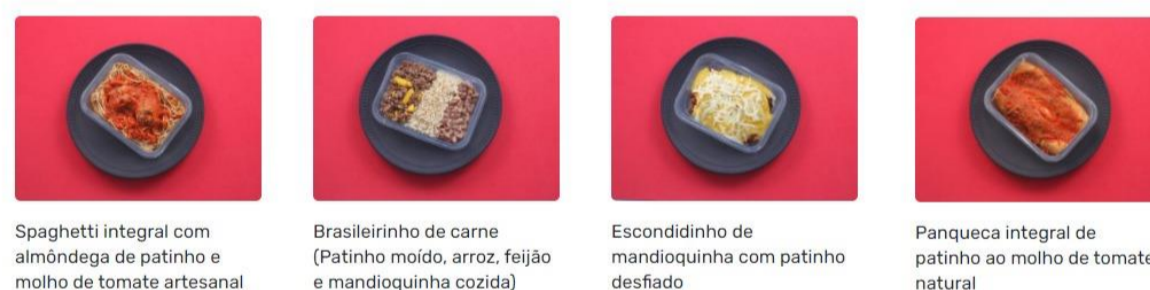 Spaghetti integral com
almôndega de patinho e
molho de tomate artesanal
Brasileirinho de carne
(Patinho moído, arroz, feijão
e mandioquinha cozida)
Escondidinho de
mandioquinha com patinho
desfiado
Panqueca integral de
patinho ao molho de tomate
natural